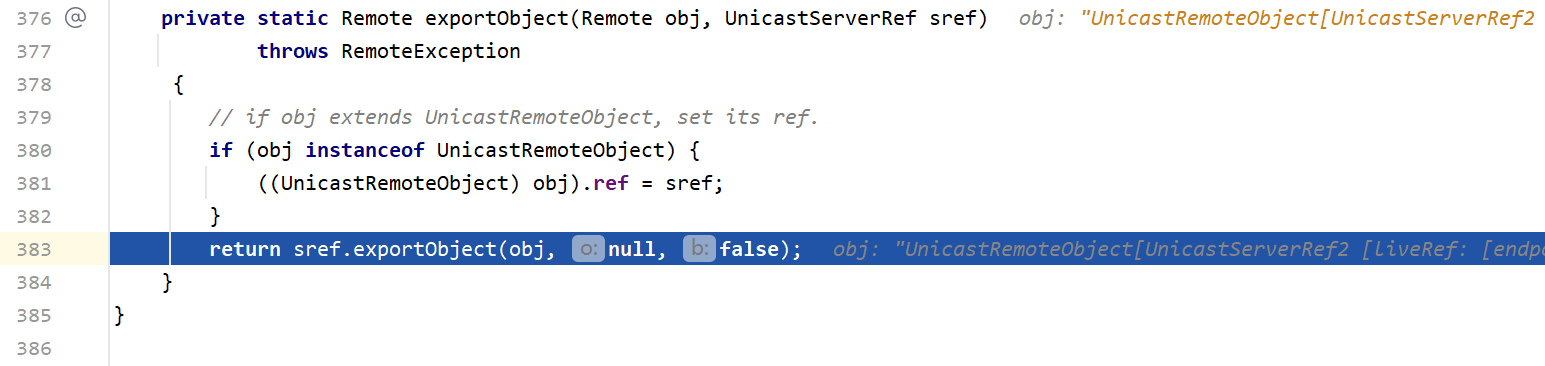 376 @ private static Remote exportObject(Remote obj, UnicastServerRef sref) obj: "UnicastRemoteObject[UnicastServerRef2
377 throws RemoteException
378 {
379 // if obj extends UnicastRemoteObject, set its ref.
380 if (obj instanceof UnicastRemoteObject) {
381 ((UnicastRemoteObject) obj).ref = sref;
382 }
383 return sref.exportObject(obj, o: null, b: false); obj: "UnicastRemoteObject[UnicastServerRef2 [liveRef: [endp
384 }
385 }
386